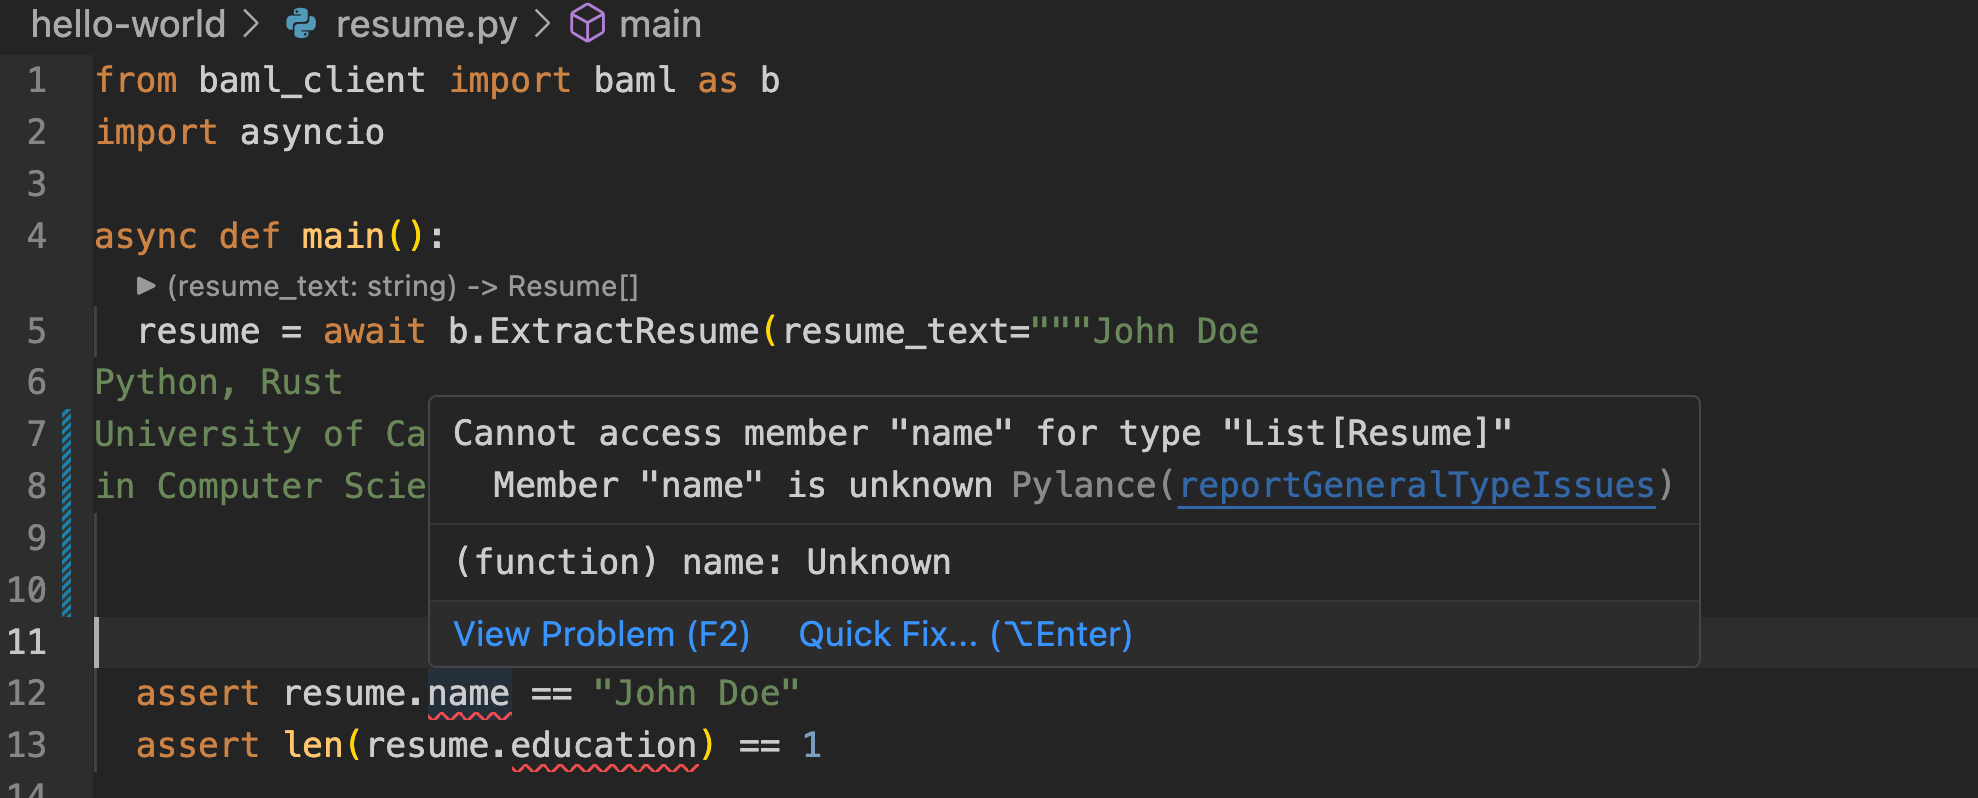 hello-world > resume.py > main
1 from baml_client import baml as b
2 import asyncio
3
4 async def main():
▶ (resume_text: string) -> Resume[]
5 resume = await b.ExtractResume(resume_text="""John Doe
6 Python, Rust
7 University of Ca
8 in Computer Scie
9
10
11
Cannot access member "name" for type "List[Resume]"
Member "name" is unknown Pylance(reportGeneralTypeIssues)
(function) name: Unknown
View Problem (F2) Quick Fix... (⌥Enter)
12 assert resume.name == "John Doe"
13 assert len(resume.education) == 1
14